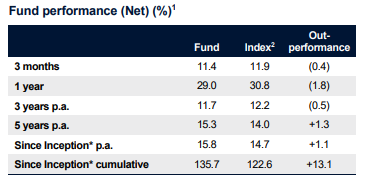 Fund performance (Net) (%)1
Out-
Fund Index2 performance
3 months 11.4 11.9 (0.4)
1 year 29.0 30.8 (1.8)
3 years p.a. 11.7 12.2 (0.5)
5 years p.a. 15.3 14.0 +1.3
Since Inception* p.a. 15.8 14.7 +1.1
Since Inception* cumulative 135.7 122.6 +13.1